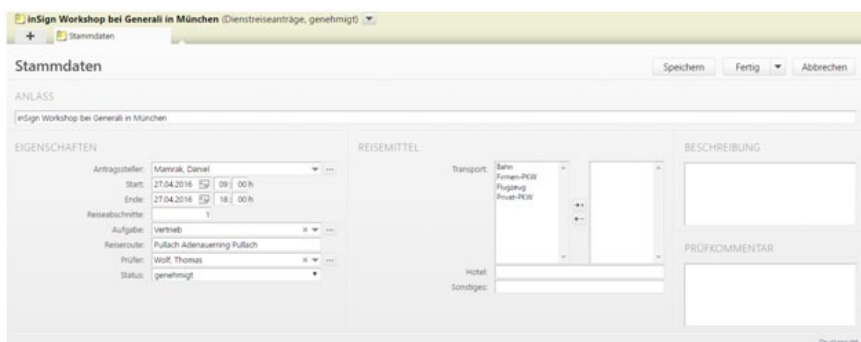 inSign Workshop bei Generali in München (Dienstreiseanträge, genehmigt)
+ Stammdaten
Stammdaten
Speichern Fertig Abbrechen
ANLASS
inSign Workshop bei Generali in München
EIGENSCHAFTEN
Antragssteller: Mamrak, Daniel
Start: 27.04.2016 09 : 00 h
Ende: 27.04.2016 18 : 00 h
Reiseabschnitte: 1
Aufgabe: Vertrieb
Reiseroute: Pullach Adenauerring Pullach
Prüfer: Wolf, Thomas
Status: genehmigt
REISEMITTEL
Transport: Bahn
Firmen-PKW
Flugzeug
Privat-PKW
Hotel:
Sonstiges:
BESCHREIBUNG
PRÜFKOMMENTAR